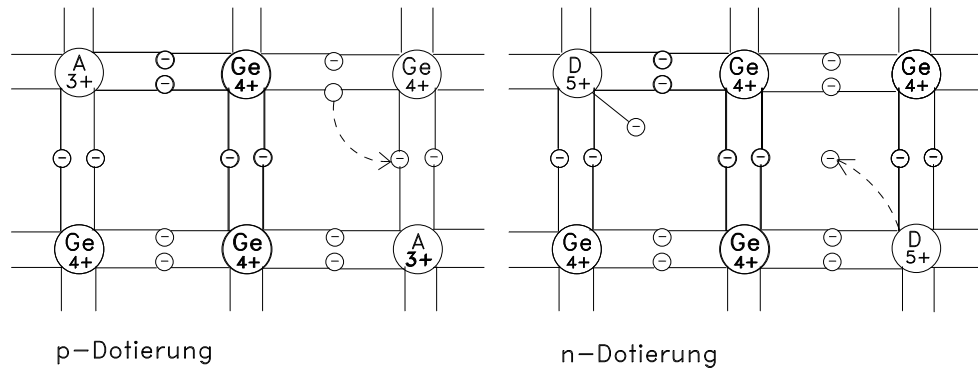 A Ge Ge D Ge Ge
3+ 4+ 4+ 5+ 4+ 4+
Ge Ge A Ge Ge D
4+ 4+ 3+ 4+ 4+ 5+
p-Dotierung n-Dotierung